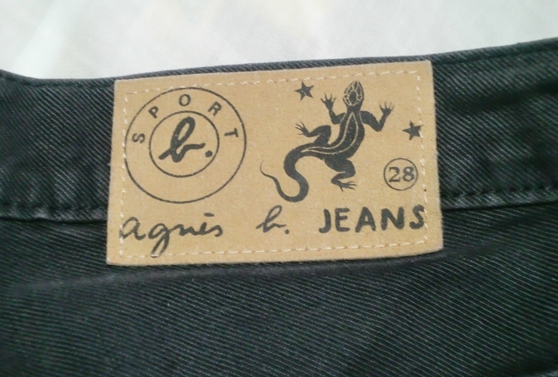 SPORT
b.
28
agnès b. JEANS